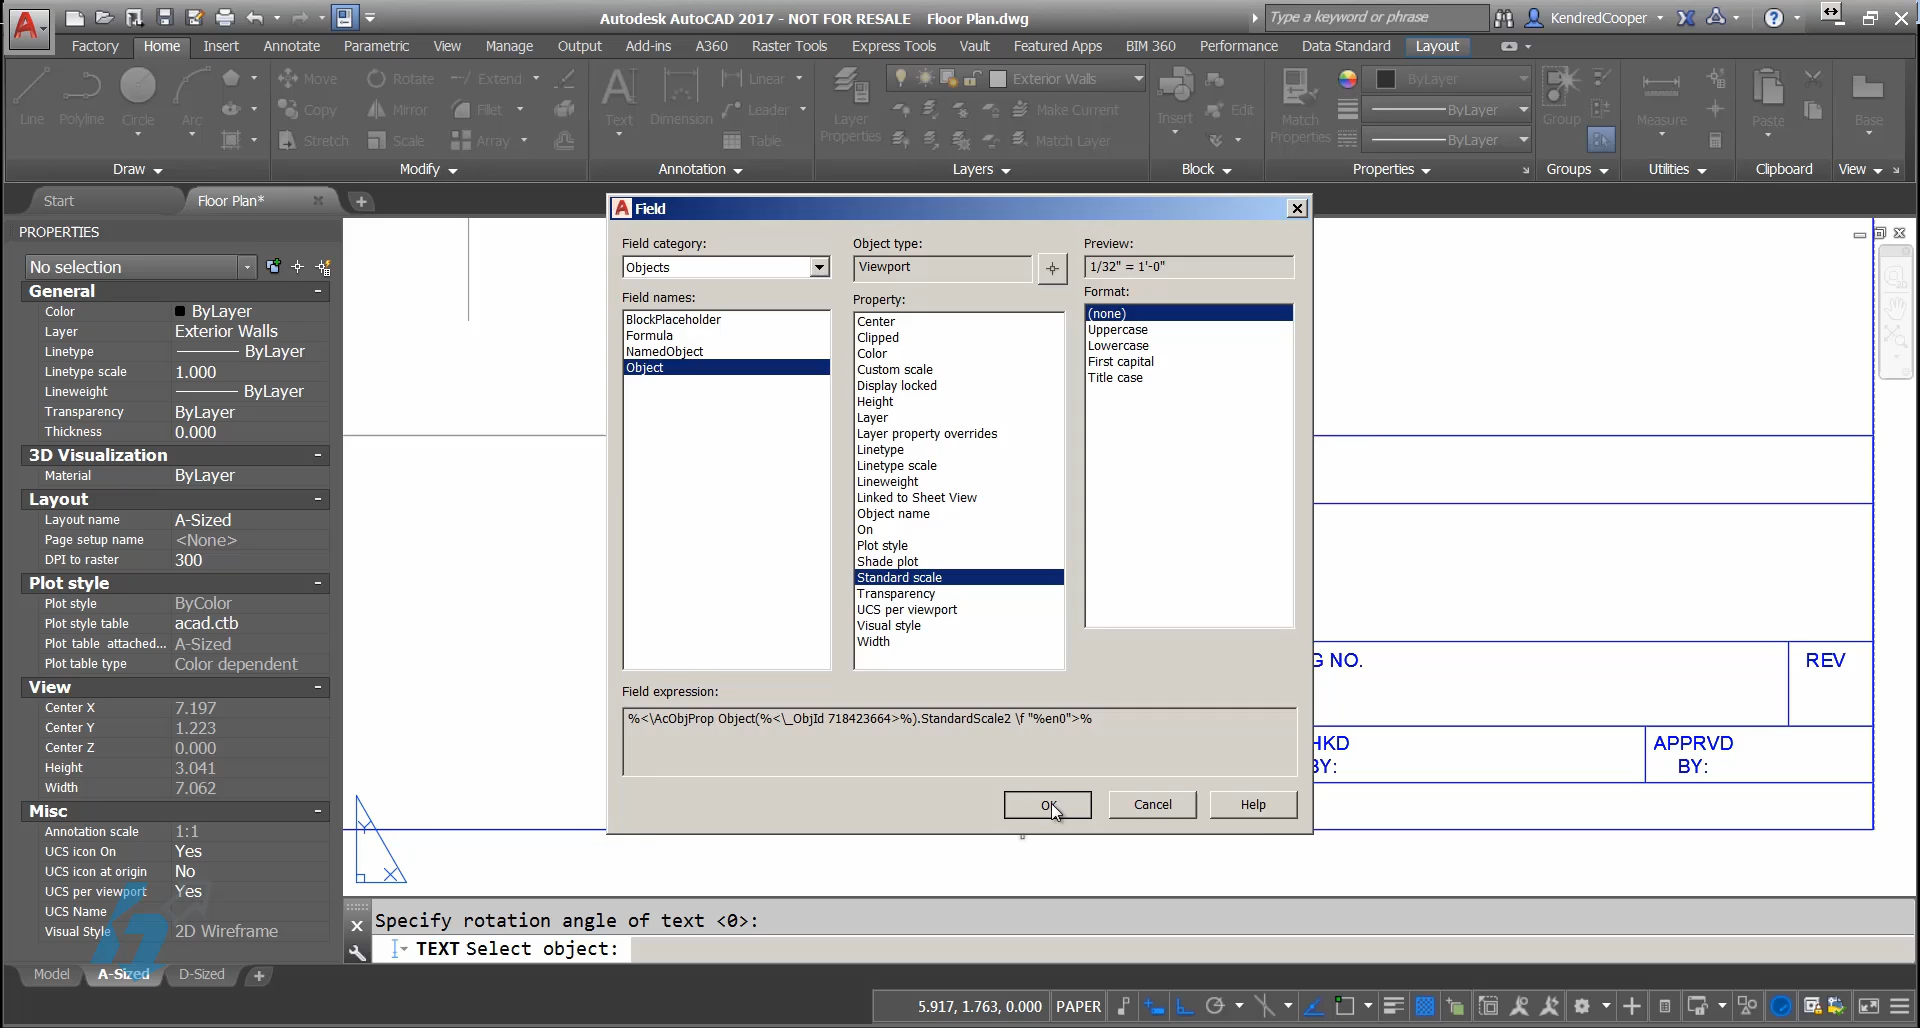 Autodesk AutoCAD 2017 - NOT FOR RESALE Floor Plan.dwg
Type a keyword or phrase
KendredCooper
Factory Home Insert Annotate Parametric View Manage Output Add-ins A360 Raster Tools Express Tools Vault Featured Apps BIM 360 Performance Data Standard Layout
Line Polyline Circle Arc
Move Rotate Extend
Copy Mirror Fillet
Stretch Scale Array
Text Dimension
Linear
Leader
Table
Layer Properties
Exterior Walls
Make Current
Match Layer
Insert
Edit
Match Properties
ByLayer
ByLayer
ByLayer
Group
Measure
Paste
Base
Draw Modify Annotation Layers Block Properties Groups Utilities Clipboard View
Start Floor Plan*
PROPERTIES
No selection
General
Color ByLayer
Layer Exterior Walls
Linetype ByLayer
Linetype scale 1.000
Lineweight ByLayer
Transparency ByLayer
Thickness 0.000
3D Visualization
Material ByLayer
Layout
Layout name A-Sized
Page setup name <None>
DPI to raster 300
Plot style
Plot style ByColor
Plot style table acad.ctb
Plot table attached... A-Sized
Plot table type Color dependent
View
Center X 7.197
Center Y 1.223
Center Z 0.000
Height 3.041
Width 7.062
Misc
Annotation scale 1:1
UCS icon On Yes
UCS icon at origin No
UCS per viewport Yes
UCS Name
Visual Style 2D Wireframe
Field
Field category:
Objects
Field names:
BlockPlaceholder
Formula
NamedObject
Object
Object type:
Viewport
Property:
Center
Clipped
Color
Custom scale
Display locked
Height
Layer
Layer property overrides
Linetype
Linetype scale
Lineweight
Linked to Sheet View
Object name
On
Plot style
Shade plot
Standard scale
Transparency
UCS per viewport
Visual style
Width
Preview:
1/32" = 1'-0"
Format:
(none)
Uppercase
Lowercase
First capital
Title case
Field expression:
%<\AcObjProp Object(%<\_ObjId 718423664>%).StandardScale2 \f "%en0">%
OK Cancel Help
G NO.
REV
HKD
BY:
APPRVD
BY:
Y
X
Specify rotation angle of text <0>:
TEXT Select object:
Model A-Sized D-Sized
5.917, 1.763, 0.000 PAPER